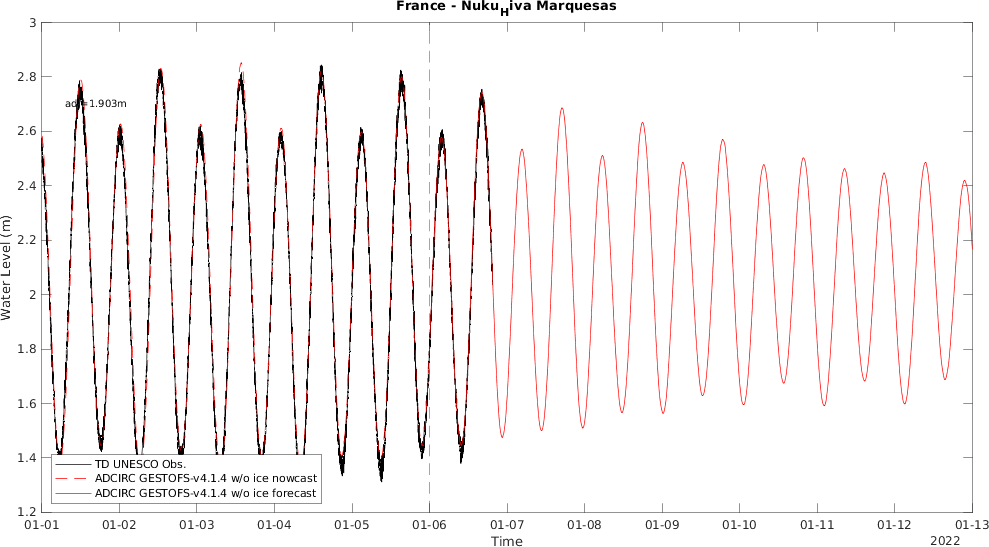 France - Nuku_Hiva Marquesas
3
2.8
2.6
2.4
2.2
2
1.8
1.6
1.4
1.2
Water Level (m)
=1.903m
TD UNESCO Obs.
ADCIRC GESTOFS-v4.1.4 w/o ice nowcast
ADCIRC GESTOFS-v4.1.4 w/o ice forecast
01-01 01-02 01-03 01-04 01-05 01-06 01-07 01-08 01-09 01-10 01-11 01-12 01-13
Time
2022